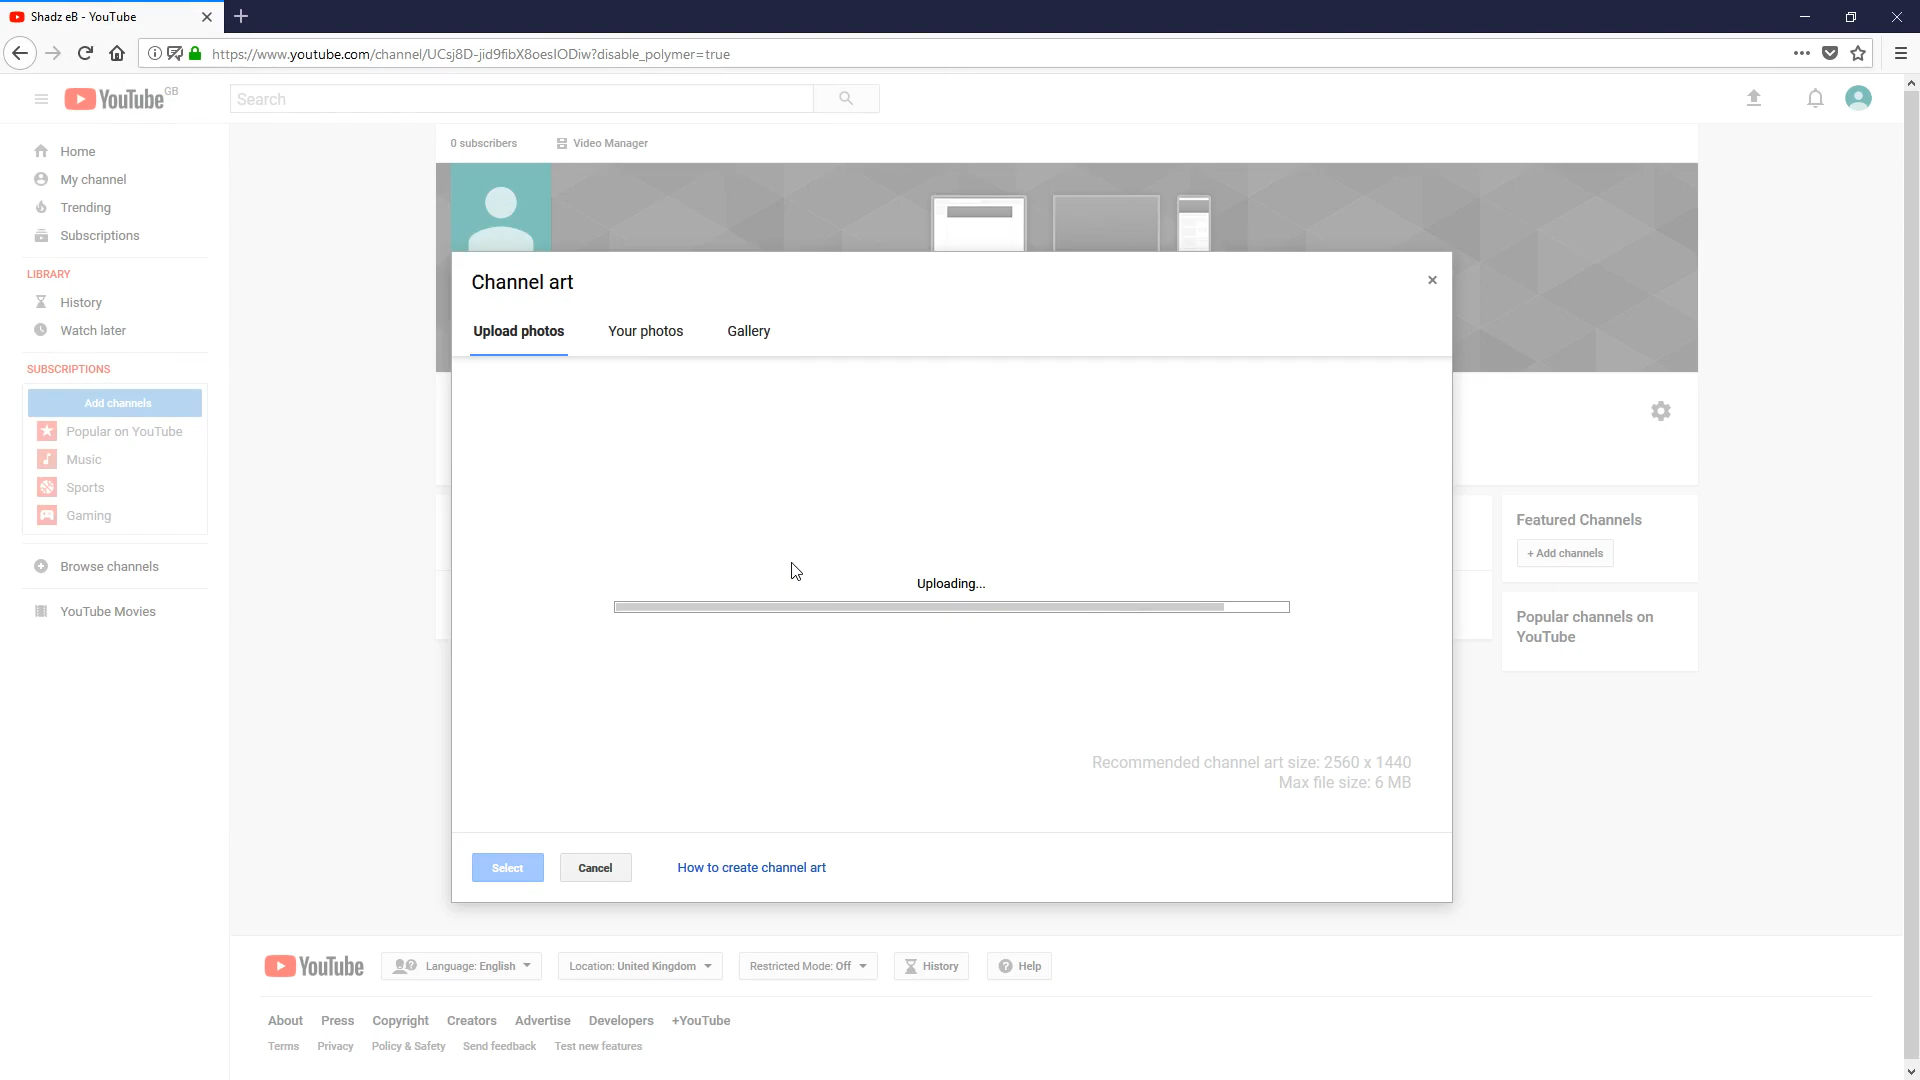 Shadz eB - YouTube
https://www.youtube.com/channel/UCsj8D-jid9fibX8oesIODiw?disable_polymer=true
YouTube GB
Search
0 subscribers
Video Manager
Home
My channel
Trending
Subscriptions
LIBRARY
History
Watch later
SUBSCRIPTIONS
Add channels
Popular on YouTube
Music
Sports
Gaming
Browse channels
YouTube Movies
Channel art
Upload photos
Your photos
Gallery
Uploading...
Recommended channel art size: 2560 x 1440
Max file size: 6 MB
Select
Cancel
How to create channel art
Featured Channels
+ Add channels
Popular channels on
YouTube
YouTube
Language: English
Location: United Kingdom
Restricted Mode: Off
History
Help
About Press Copyright Creators Advertise Developers +YouTube
Terms Privacy Policy & Safety Send feedback Test new features